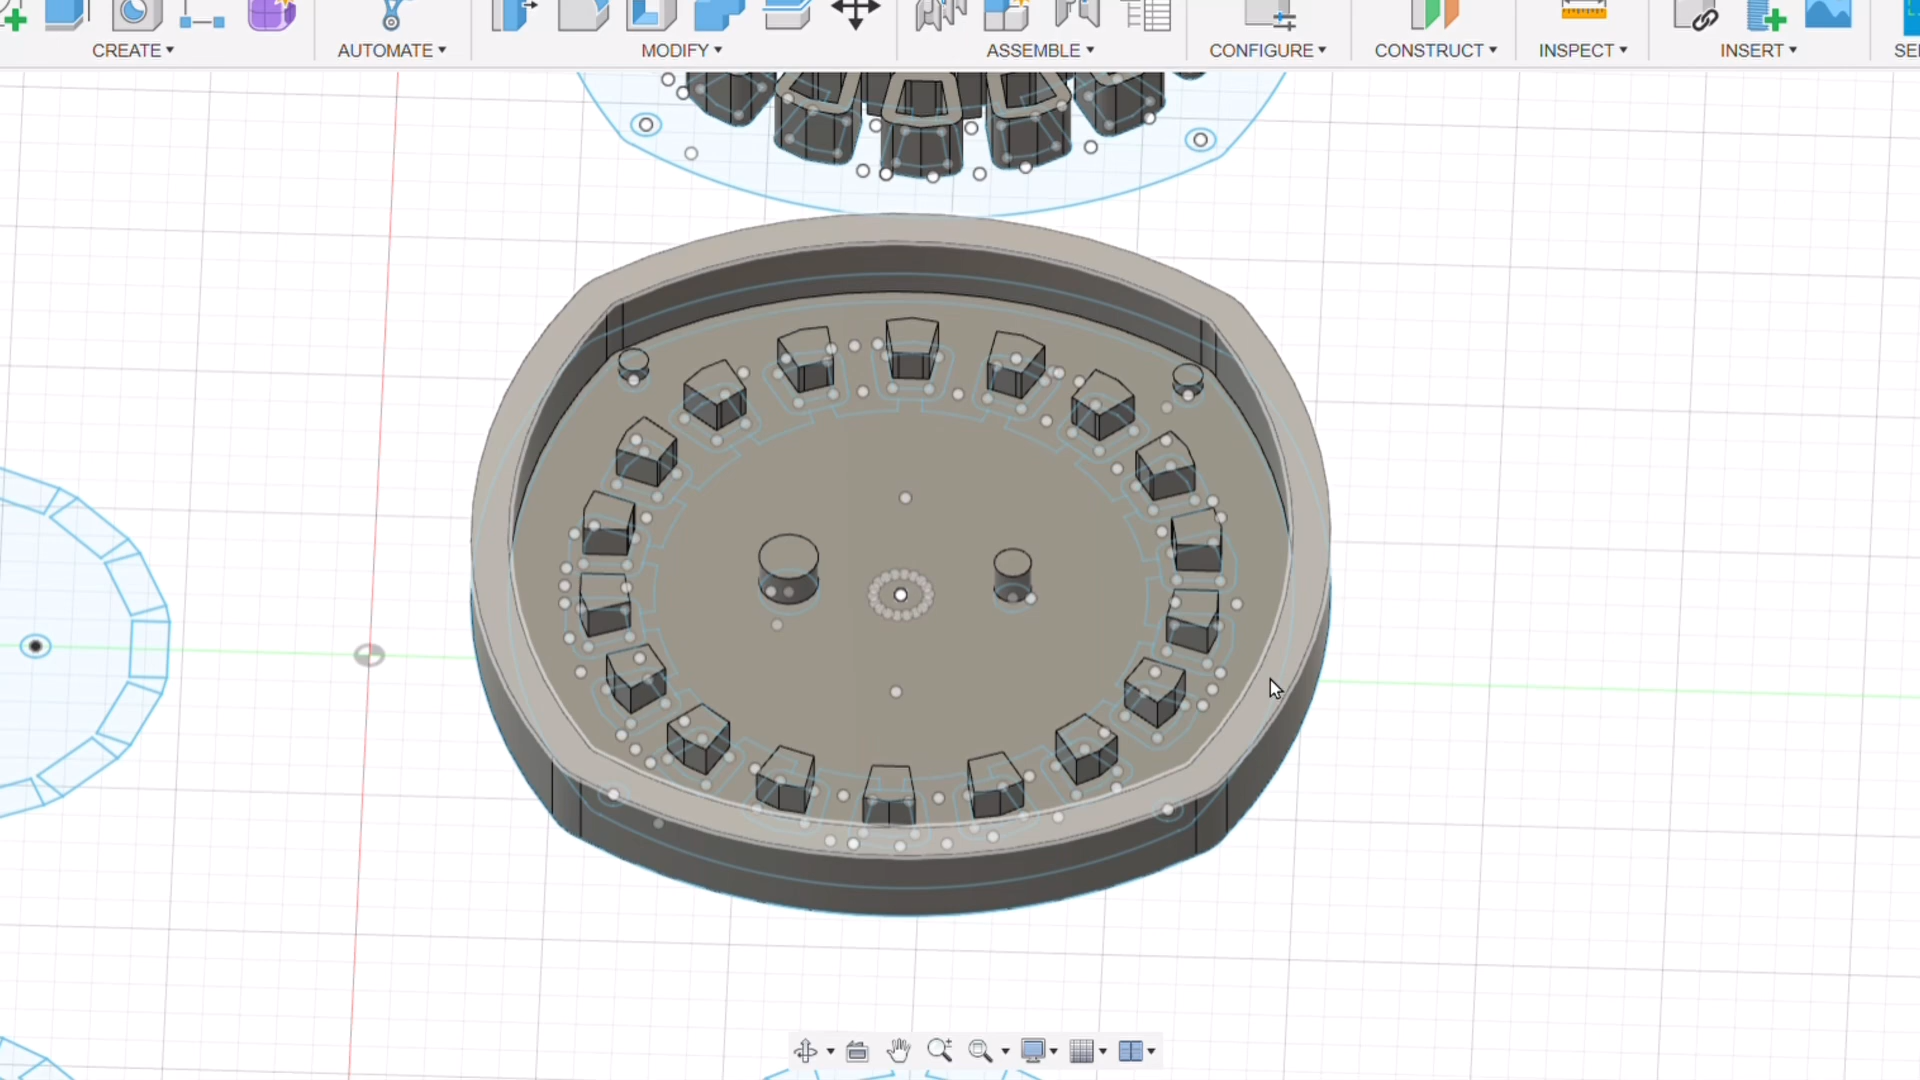 CREATE
AUTOMATE
MODIFY
ASSEMBLE
CONFIGURE
CONSTRUCT
INSPECT
INSERT